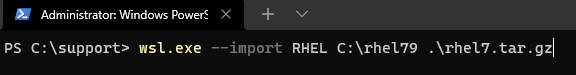 Administrator: Windows PowerS
PS C:\support> wsl.exe --import RHEL C:\rhel79 .\rhel7.tar.gz